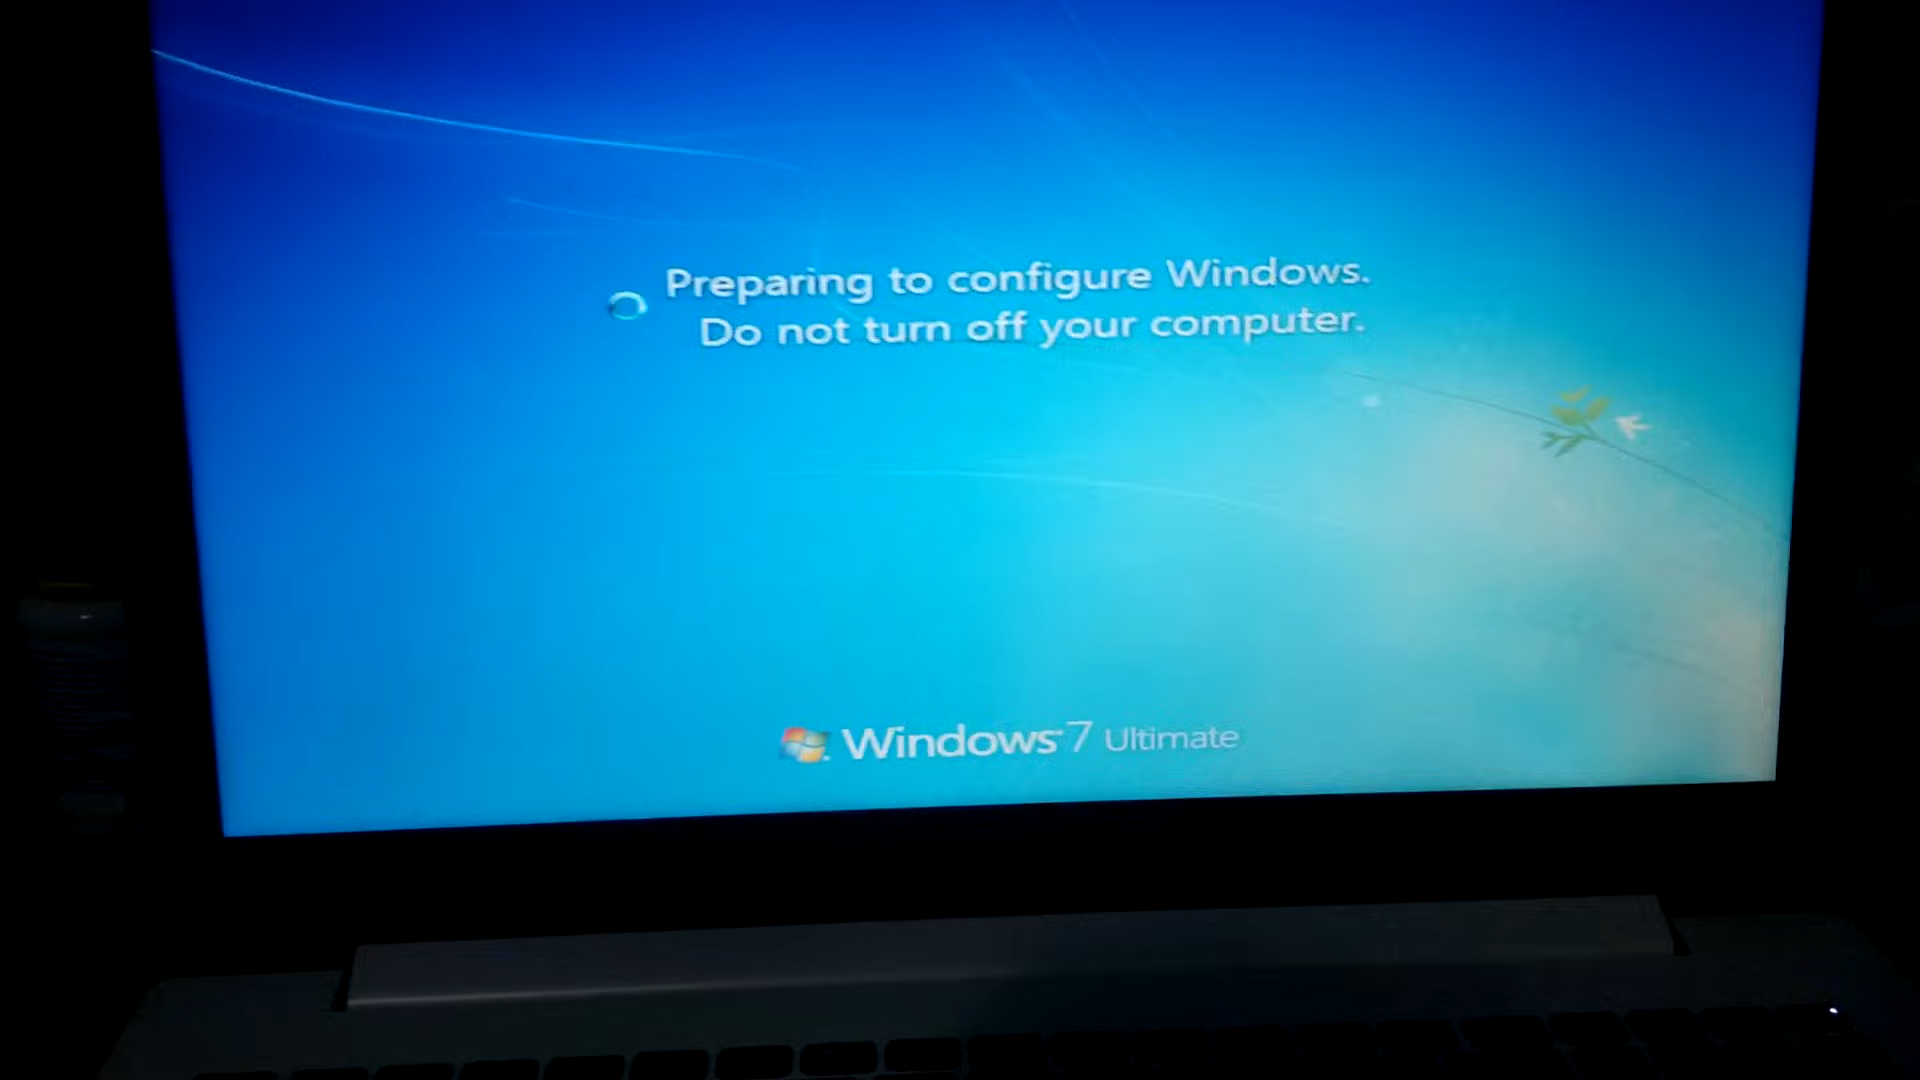 Preparing to configure Windows.
Do not turn off your computer.
Windows 7 Ultimate